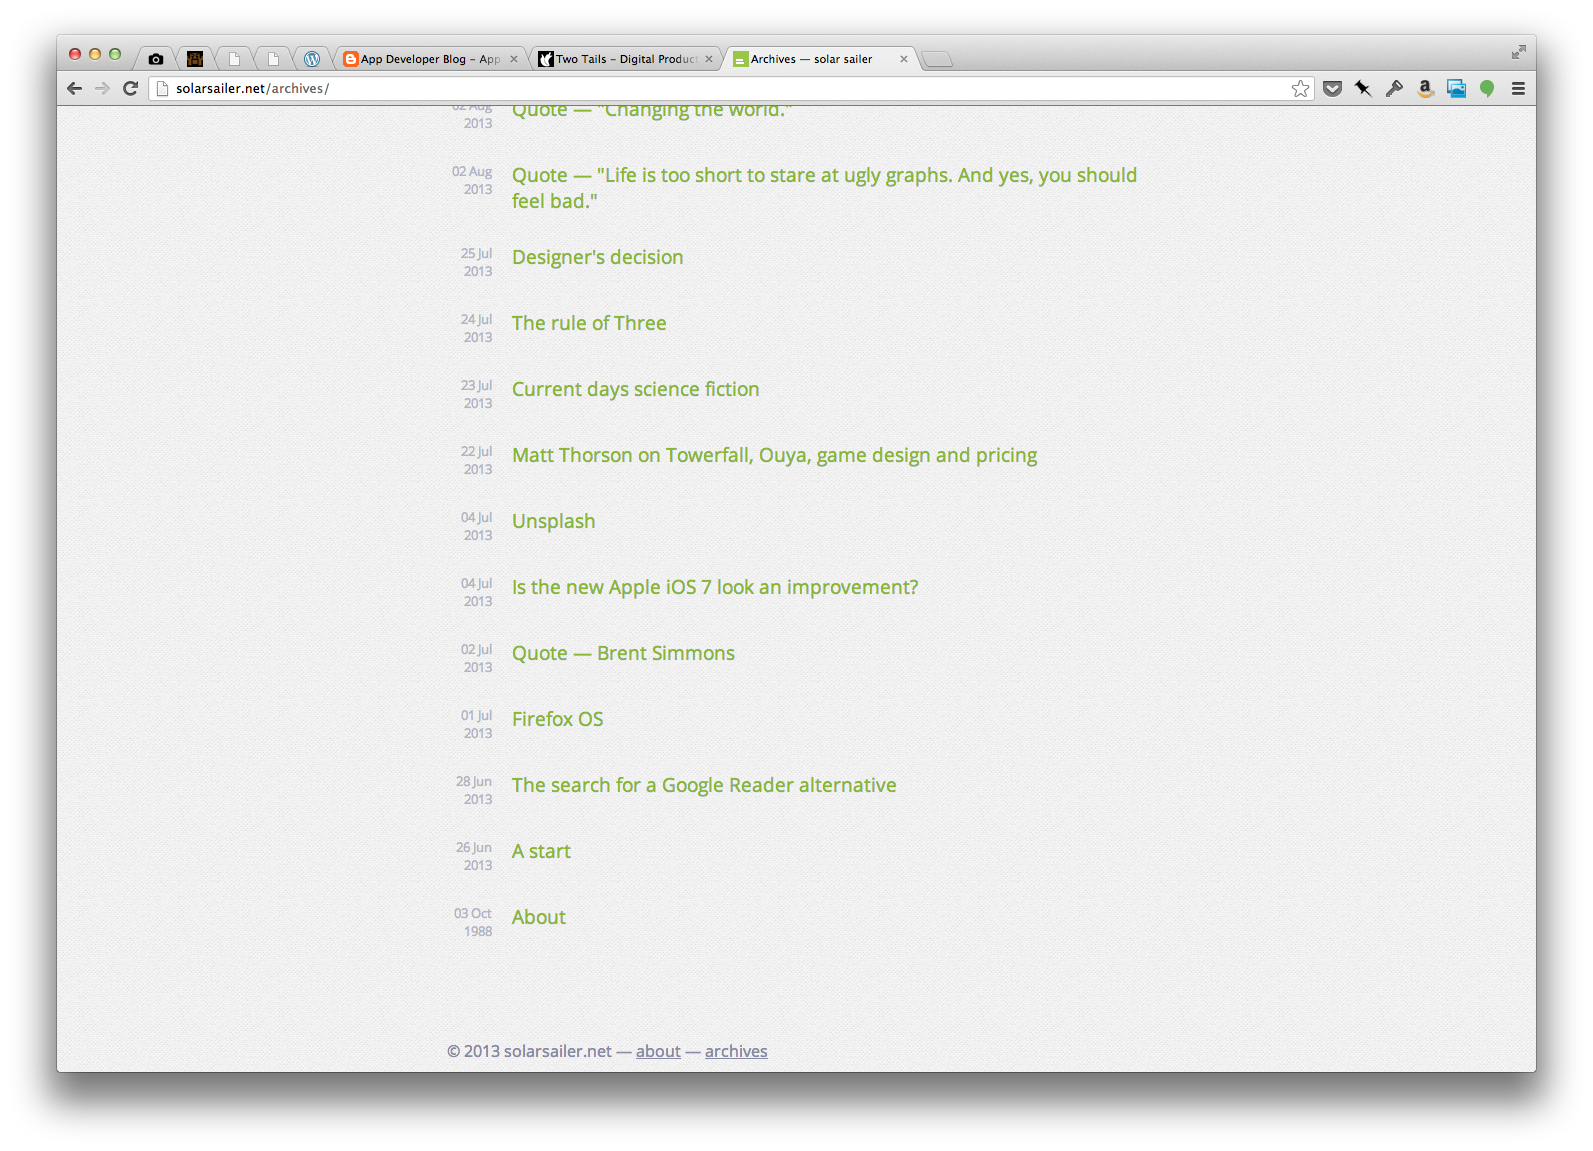 App Developer Blog – App
Two Tails – Digital Product
Archives — solar sailer
solarsailer.net/archives/
02 Aug
2013
Quote — "Changing the world."
02 Aug
2013
Quote — "Life is too short to stare at ugly graphs. And yes, you should
feel bad."
25 Jul
2013
Designer's decision
24 Jul
2013
The rule of Three
23 Jul
2013
Current days science fiction
22 Jul
2013
Matt Thorson on Towerfall, Ouya, game design and pricing
04 Jul
2013
Unsplash
04 Jul
2013
Is the new Apple iOS 7 look an improvement?
02 Jul
2013
Quote — Brent Simmons
01 Jul
2013
Firefox OS
28 Jun
2013
The search for a Google Reader alternative
26 Jun
2013
A start
03 Oct
1988
About
© 2013 solarsailer.net — about — archives